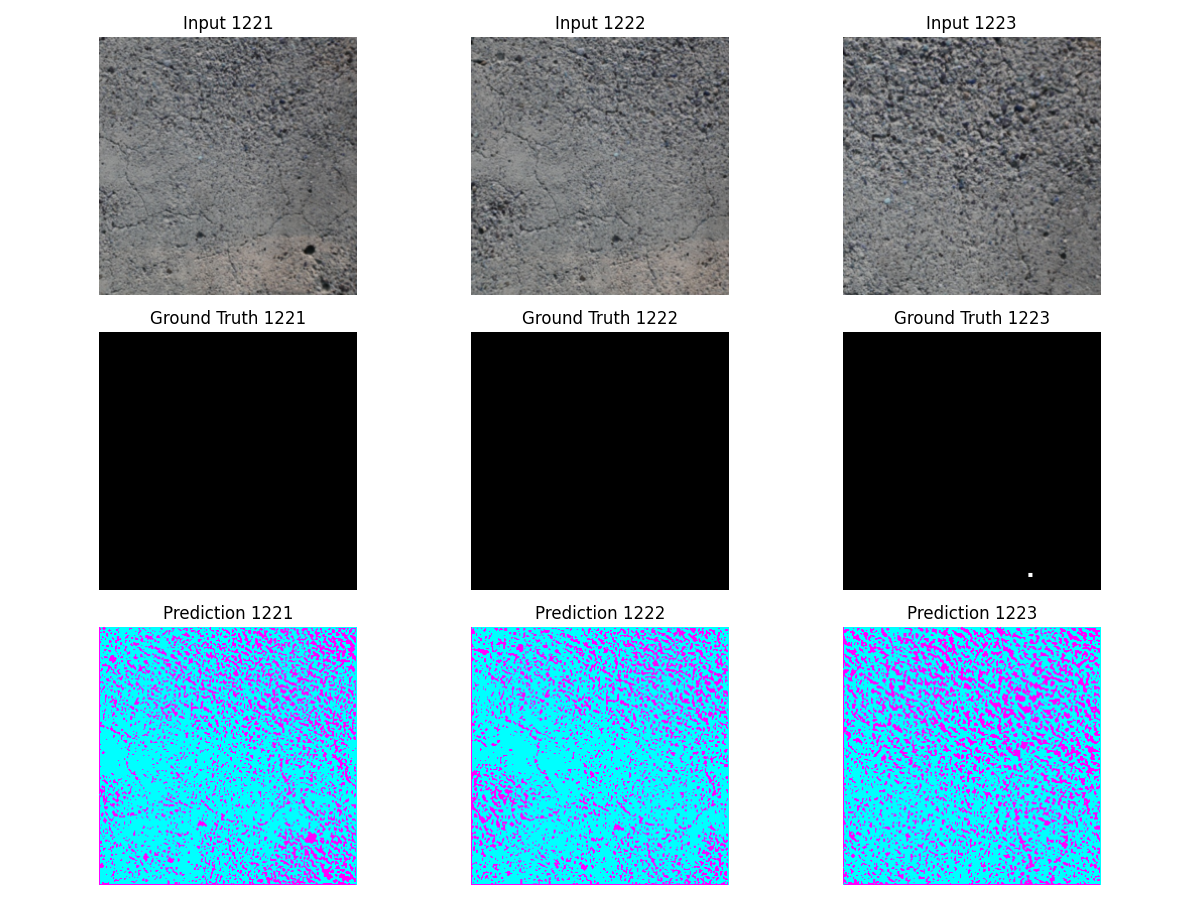 Input 1221
Input 1222
Input 1223
Ground Truth 1221
Ground Truth 1222
Ground Truth 1223
Prediction 1221
Prediction 1222
Prediction 1223